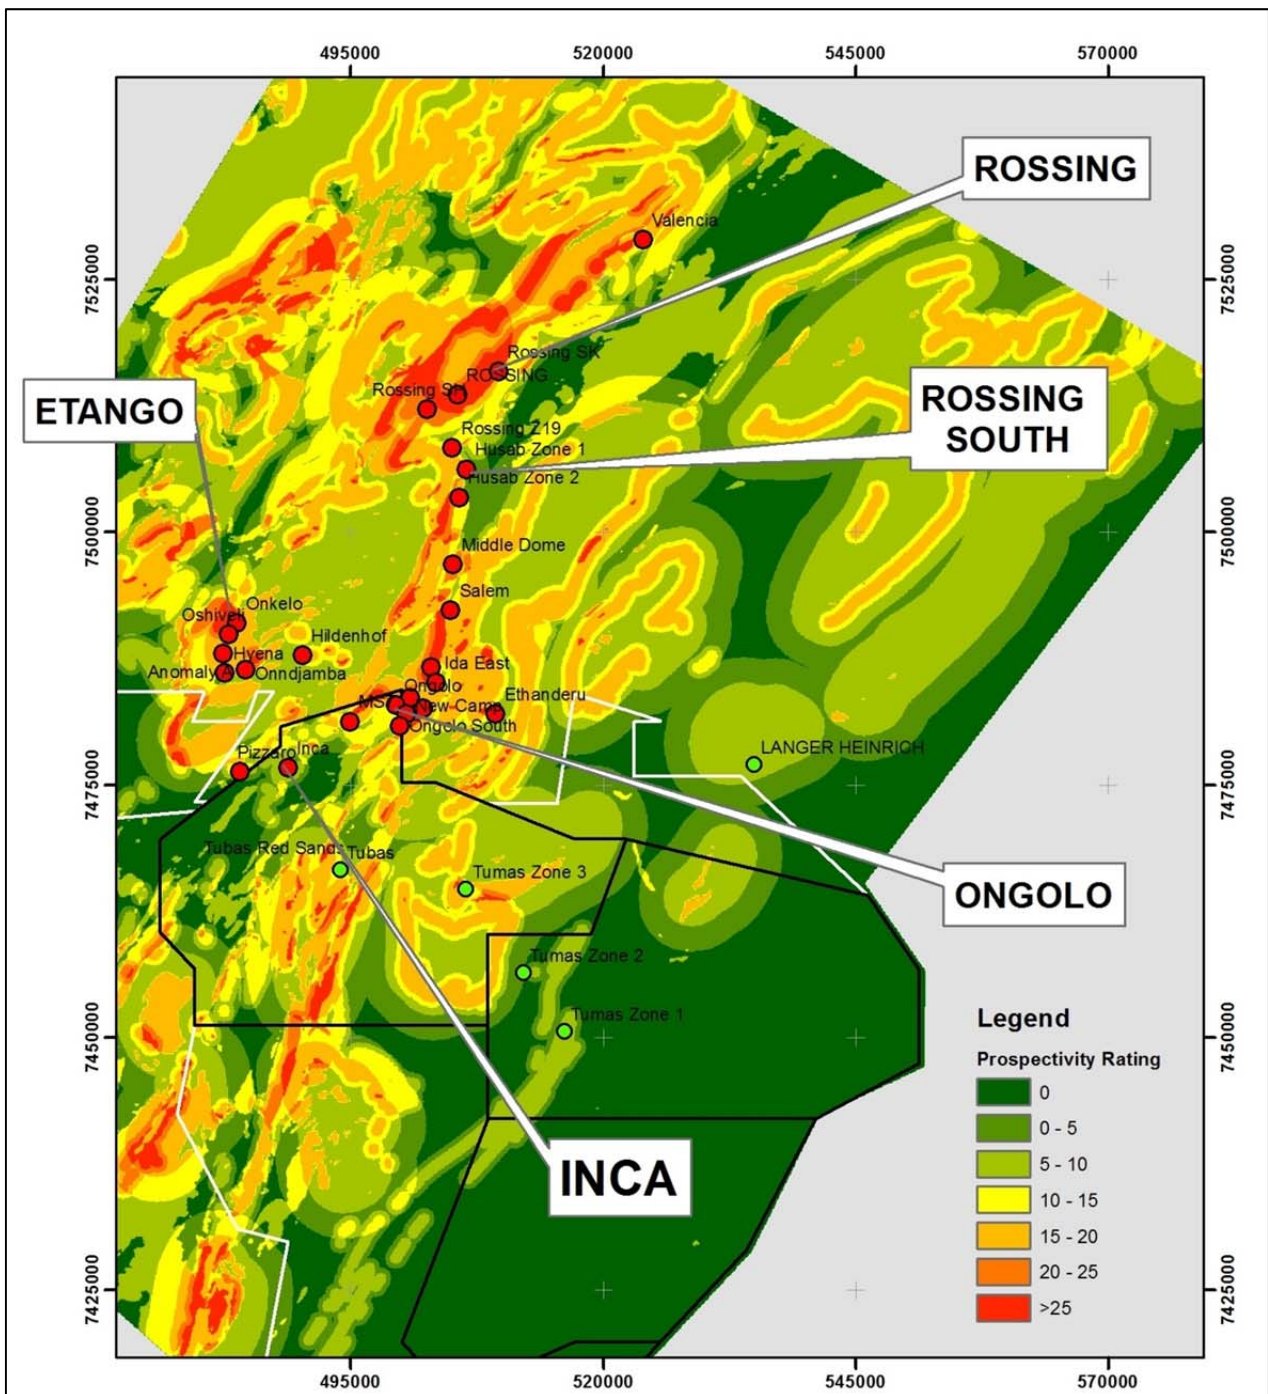 495000
520000
545000
570000
ROSSING
Valencia
7525000
7525000
Rossing SK
ROSSING
Rossing SH
ETANGO
ROSSING
SOUTH
Rossing Z19
Husab Zone 1
Husab Zone 2
7500000
7500000
Middle Dome
Salem
Onkelo
Oshiveli
Hildenhof
Hyena
Anomaly A
Onndjamba
Ida East
Ongolo
MS
New Camp
Ethanderu
Ongolo South
LANGER HEINRICH
Pizzaro
Inca
7475000
7475000
Tubas Red Sands
Tubas
Tumas Zone 3
ONGOLO
Tumas Zone 2
Tumas Zone 1
7450000
7450000
INCA
Legend
Prospectivity Rating
0
0 - 5
5 - 10
10 - 15
15 - 20
20 - 25
>25
7425000
7425000
495000
520000
545000
570000